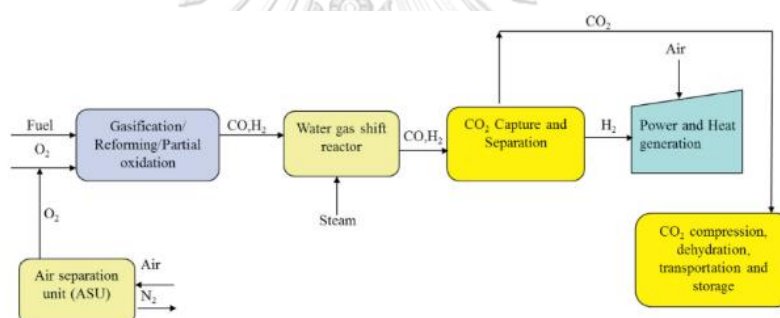 CO2
Air
Fuel
O2
Gasification/
Reforming/Partial
oxidation
CO,H2
Water gas shift
reactor
CO,H2
CO2 Capture and
Separation
H2
Power and Heat
generation
O2
Steam
Air separation
unit (ASU)
Air
N2
CO2 compression,
dehydration,
transportation and
storage